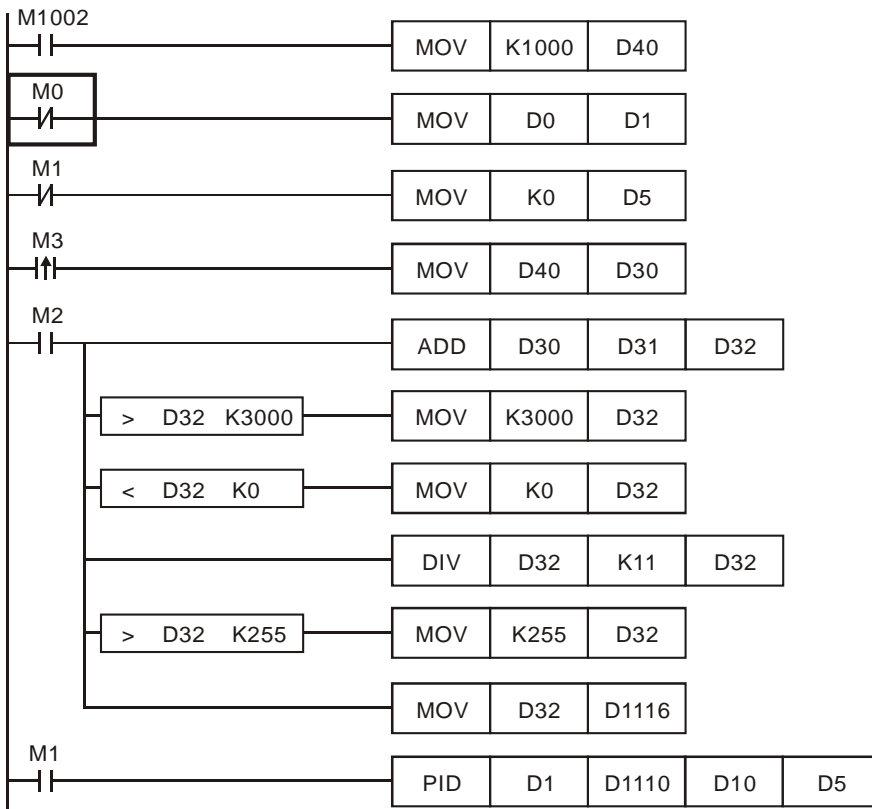 M1002
MOV K1000 D40
M0
MOV D0 D1
M1
MOV K0 D5
M3
MOV D40 D30
M2
ADD D30 D31 D32
> D32 K3000 MOV K3000 D32
< D32 K0 MOV K0 D32
DIV D32 K11 D32
> D32 K255 MOV K255 D32
MOV D32 D1116
M1
PID D1 D1110 D10 D5